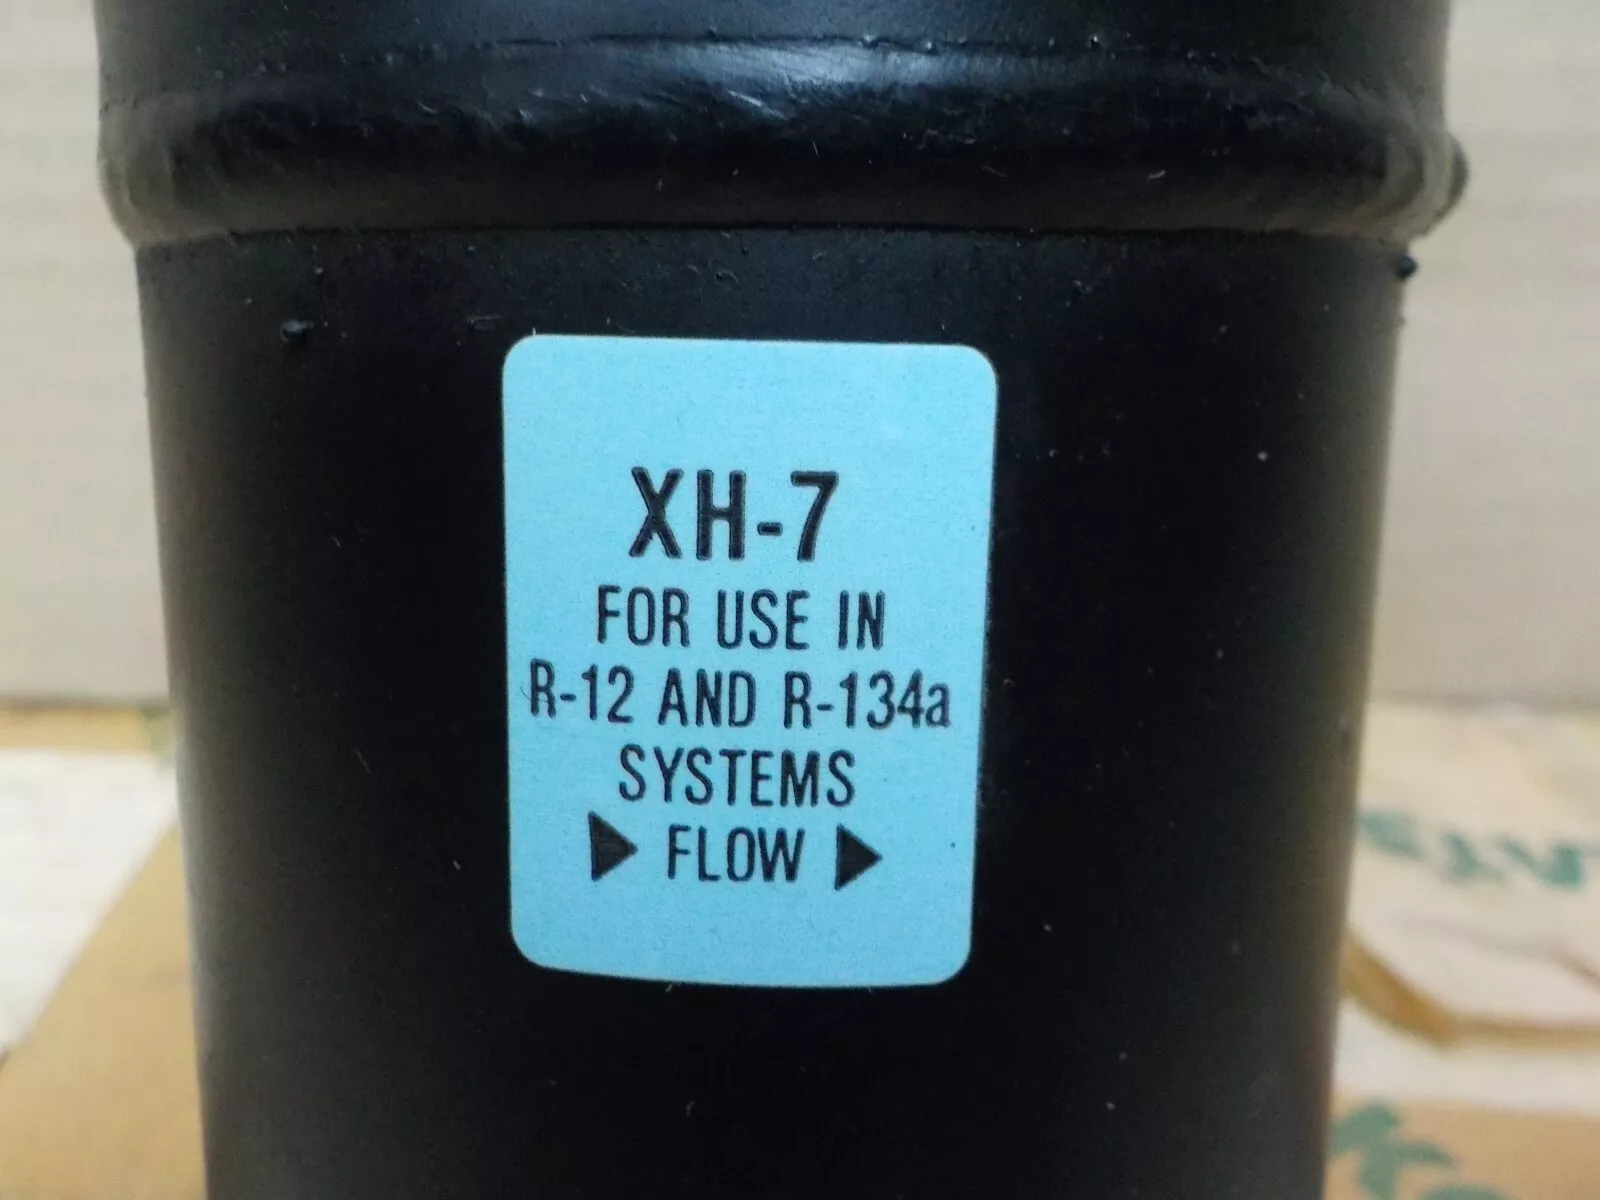 XH-7
FOR USE IN
R-12 AND R-134a
SYSTEMS
▶ FLOW ▶